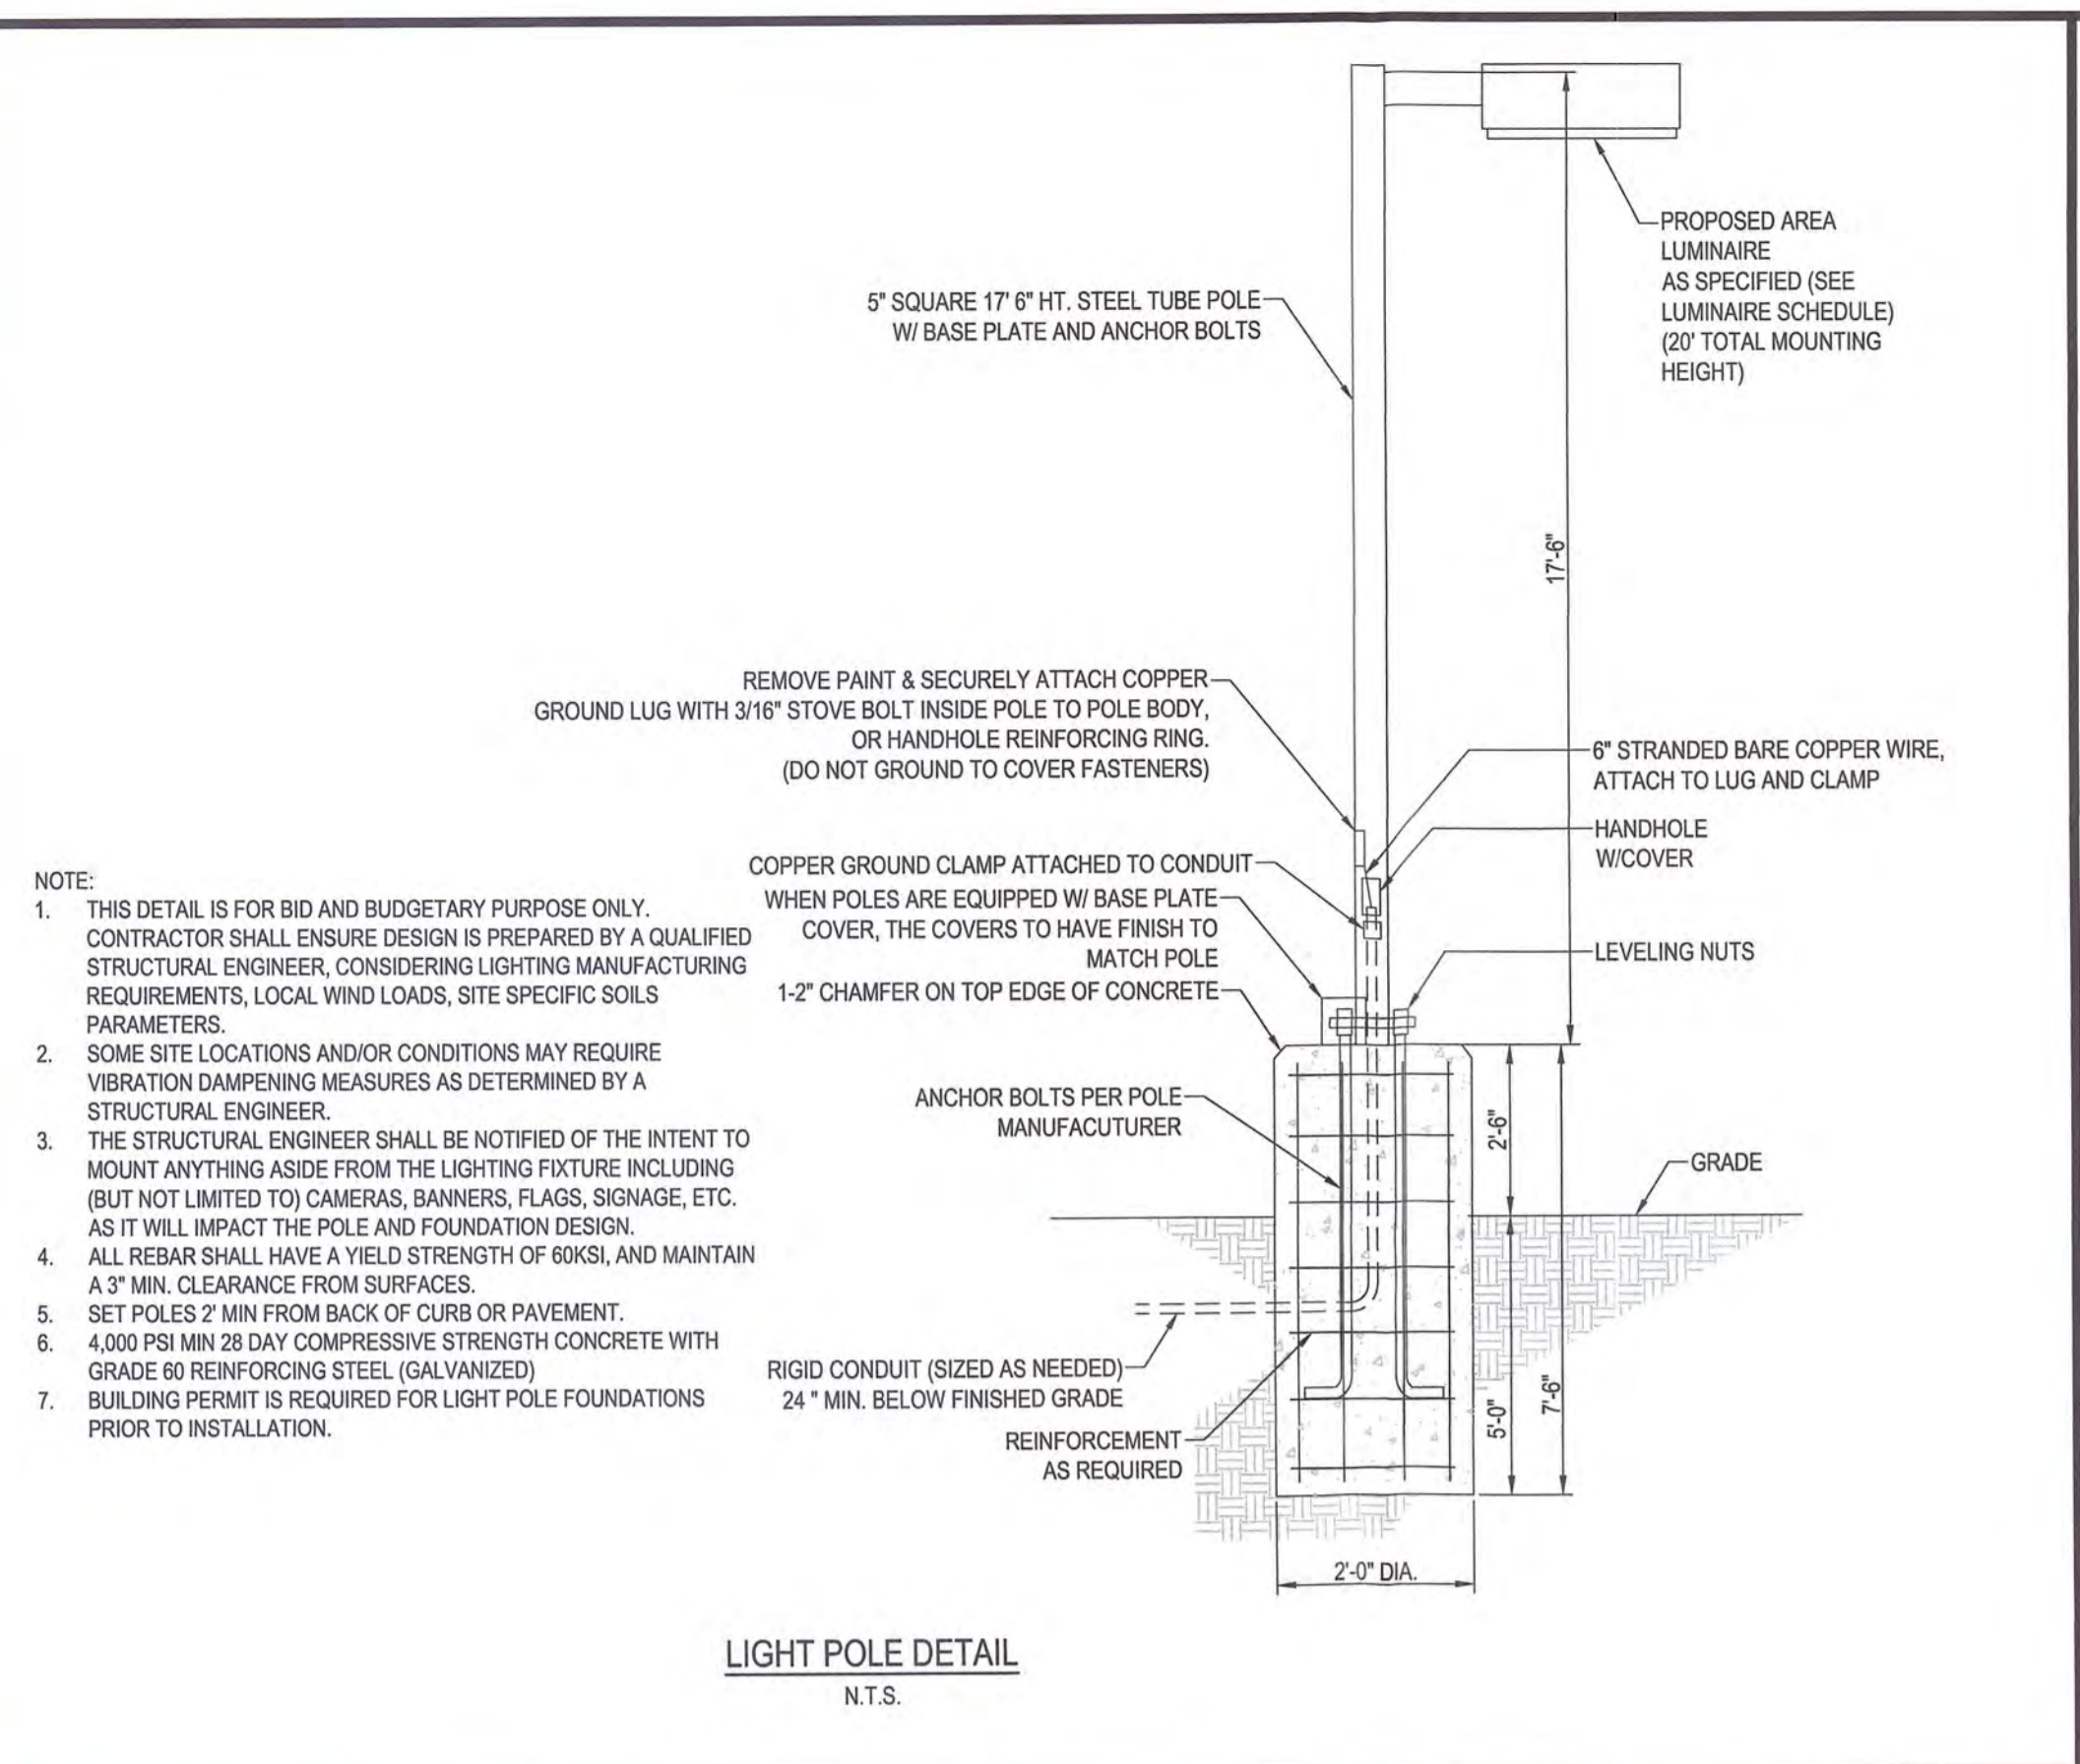 PROPOSED AREA
LUMINAIRE
AS SPECIFIED (SEE
LUMINAIRE SCHEDULE)
(20' TOTAL MOUNTING
HEIGHT)
5" SQUARE 17' 6" HT. STEEL TUBE POLE
W/ BASE PLATE AND ANCHOR BOLTS
17'-6"
REMOVE PAINT & SECURELY ATTACH COPPER
GROUND LUG WITH 3/16" STOVE BOLT INSIDE POLE TO POLE BODY,
OR HANDHOLE REINFORCING RING.
(DO NOT GROUND TO COVER FASTENERS)
6" STRANDED BARE COPPER WIRE,
ATTACH TO LUG AND CLAMP
HANDHOLE
W/COVER
COPPER GROUND CLAMP ATTACHED TO CONDUIT
WHEN POLES ARE EQUIPPED W/ BASE PLATE
COVER, THE COVERS TO HAVE FINISH TO
MATCH POLE
LEVELING NUTS
1-2" CHAMFER ON TOP EDGE OF CONCRETE
ANCHOR BOLTS PER POLE
MANUFACUTURER
2'-6"
GRADE
RIGID CONDUIT (SIZED AS NEEDED)
24 " MIN. BELOW FINISHED GRADE
REINFORCEMENT
AS REQUIRED
5'-0"
7'-6"
2'-0" DIA.
NOTE:
1. THIS DETAIL IS FOR BID AND BUDGETARY PURPOSE ONLY.
CONTRACTOR SHALL ENSURE DESIGN IS PREPARED BY A QUALIFIED
STRUCTURAL ENGINEER, CONSIDERING LIGHTING MANUFACTURING
REQUIREMENTS, LOCAL WIND LOADS, SITE SPECIFIC SOILS
PARAMETERS.
2. SOME SITE LOCATIONS AND/OR CONDITIONS MAY REQUIRE
VIBRATION DAMPENING MEASURES AS DETERMINED BY A
STRUCTURAL ENGINEER.
3. THE STRUCTURAL ENGINEER SHALL BE NOTIFIED OF THE INTENT TO
MOUNT ANYTHING ASIDE FROM THE LIGHTING FIXTURE INCLUDING
(BUT NOT LIMITED TO) CAMERAS, BANNERS, FLAGS, SIGNAGE, ETC.
AS IT WILL IMPACT THE POLE AND FOUNDATION DESIGN.
4. ALL REBAR SHALL HAVE A YIELD STRENGTH OF 60KSI, AND MAINTAIN
A 3" MIN. CLEARANCE FROM SURFACES.
5. SET POLES 2' MIN FROM BACK OF CURB OR PAVEMENT.
6. 4,000 PSI MIN 28 DAY COMPRESSIVE STRENGTH CONCRETE WITH
GRADE 60 REINFORCING STEEL (GALVANIZED)
7. BUILDING PERMIT IS REQUIRED FOR LIGHT POLE FOUNDATIONS
PRIOR TO INSTALLATION.
LIGHT POLE DETAIL
N.T.S.